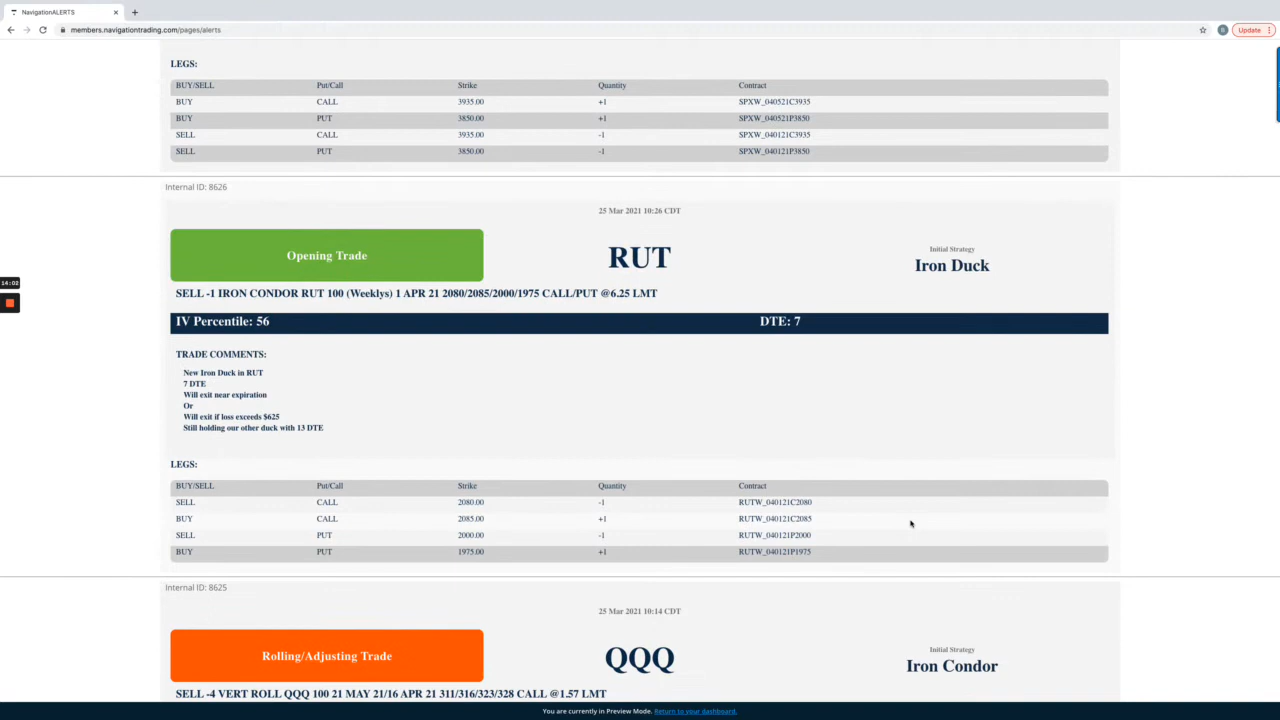 NavigationALERTS
Update
members.navigationtrading.com/pages/alerts
B
LEGS:
BUY/SELL Put/Call Strike Quantity Contract
BUY CALL 3935.00 +1 SPXW_040521C3935
BUY PUT 3850.00 +1 SPXW_040521P3850
SELL CALL 3935.00 -1 SPXW_040121C3935
SELL PUT 3850.00 -1 SPXW_040121P3850
Internal ID: 8626
25 Mar 2021 10:26 CDT
Opening Trade
RUT
Initial Strategy
Iron Duck
14:02
SELL -1 IRON CONDOR RUT 100 (Weeklys) 1 APR 21 2080/2085/2000/1975 CALL/PUT @6.25 LMT
IV Percentile: 56 DTE: 7
TRADE COMMENTS:
New Iron Duck in RUT
7 DTE
Will exit near expiration
Or
Will exit if loss exceeds $625
Still holding our other duck with 13 DTE
LEGS:
BUY/SELL Put/Call Strike Quantity Contract
SELL CALL 2080.00 -1 RUTW_040121C2080
BUY CALL 2085.00 +1 RUTW_040121C2085
SELL PUT 2000.00 -1 RUTW_040121P2000
BUY PUT 1975.00 +1 RUTW_040121P1975
Internal ID: 8625
25 Mar 2021 10:14 CDT
Rolling/Adjusting Trade
QQQ
Initial Strategy
Iron Condor
SELL -4 VERT ROLL QQQ 100 21 MAY 21/16 APR 21 311/316/323/328 CALL @1.57 LMT
You are currently in Preview Mode. Return to your dashboard.